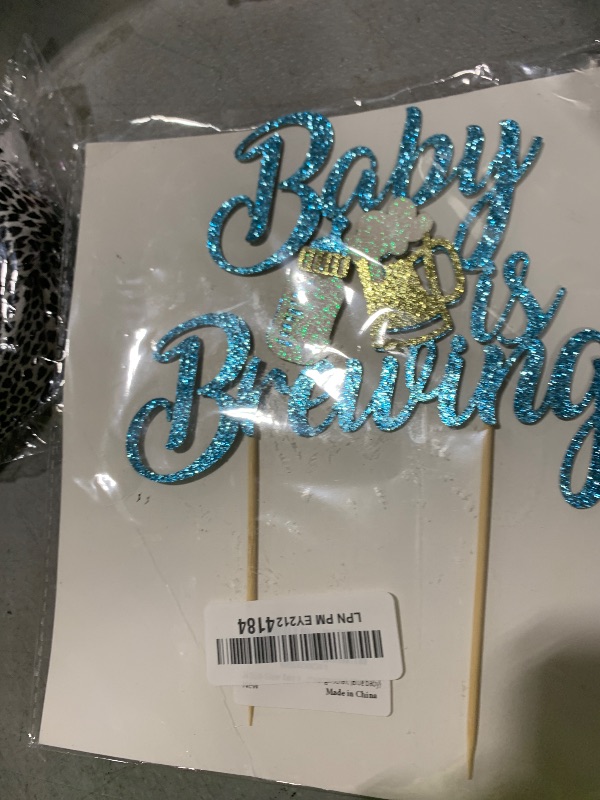 Baby
is
Brewing
LPN PM EY2124184
Made in China